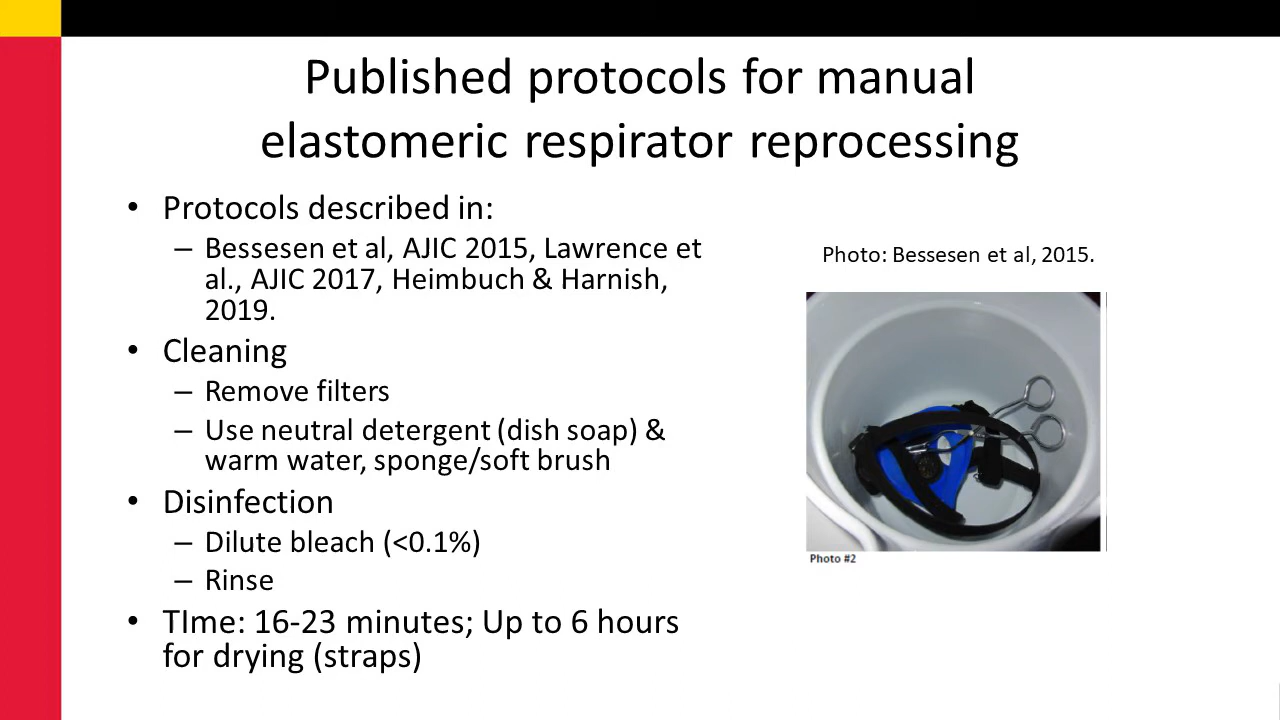 Published protocols for manual
elastomeric respirator reprocessing
• Protocols described in:
– Bessesen et al, AJIC 2015, Lawrence et
al., AJIC 2017, Heimbuch & Harnish,
2019.
• Cleaning
– Remove filters
– Use neutral detergent (dish soap) &
warm water, sponge/soft brush
• Disinfection
– Dilute bleach (<0.1%)
– Rinse
• TIme: 16-23 minutes; Up to 6 hours
for drying (straps)
Photo: Bessesen et al, 2015.
Photo #2